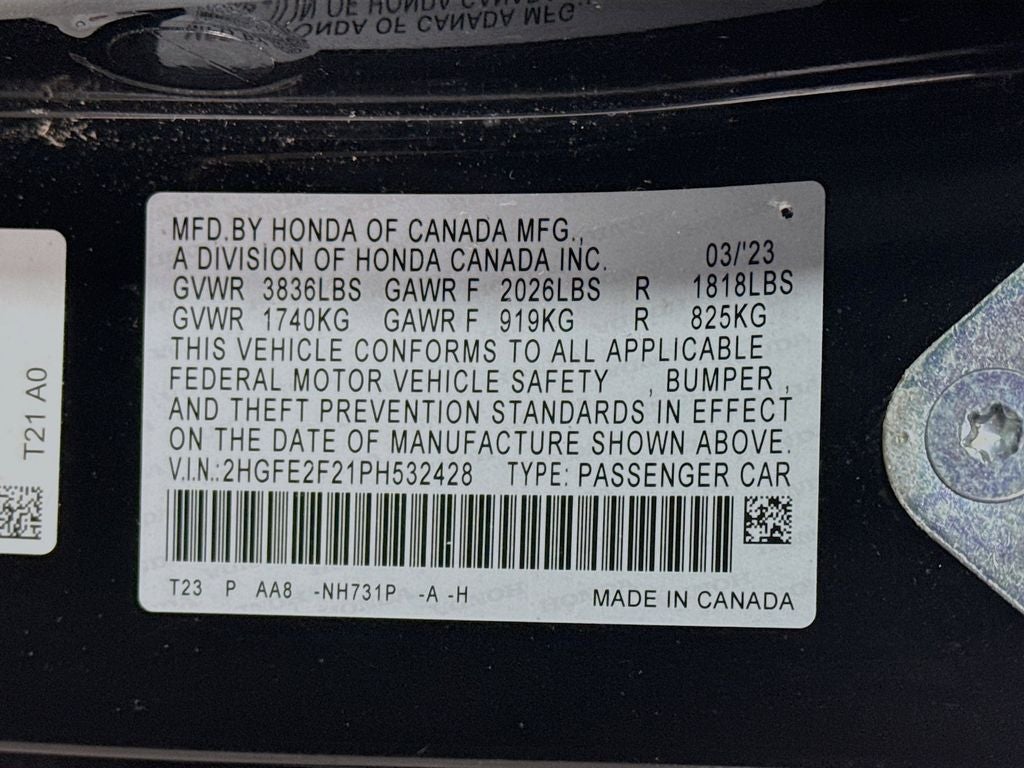 MFD.BY HONDA OF CANADA MFG.,
A DIVISION OF HONDA CANADA INC. 03/'23
GVWR 3836LBS GAWR F 2026LBS R 1818LBS
GVWR 1740KG GAWR F 919KG R 825KG
THIS VEHICLE CONFORMS TO ALL APPLICABLE
FEDERAL MOTOR VEHICLE SAFETY , BUMPER ,
AND THEFT PREVENTION STANDARDS IN EFFECT
ON THE DATE OF MANUFACTURE SHOWN ABOVE.
V.I.N.:2HGFE2F21PH532428 TYPE: PASSENGER CAR
T23 P AA8 -NH731P -A -H MADE IN CANADA
T21 A0